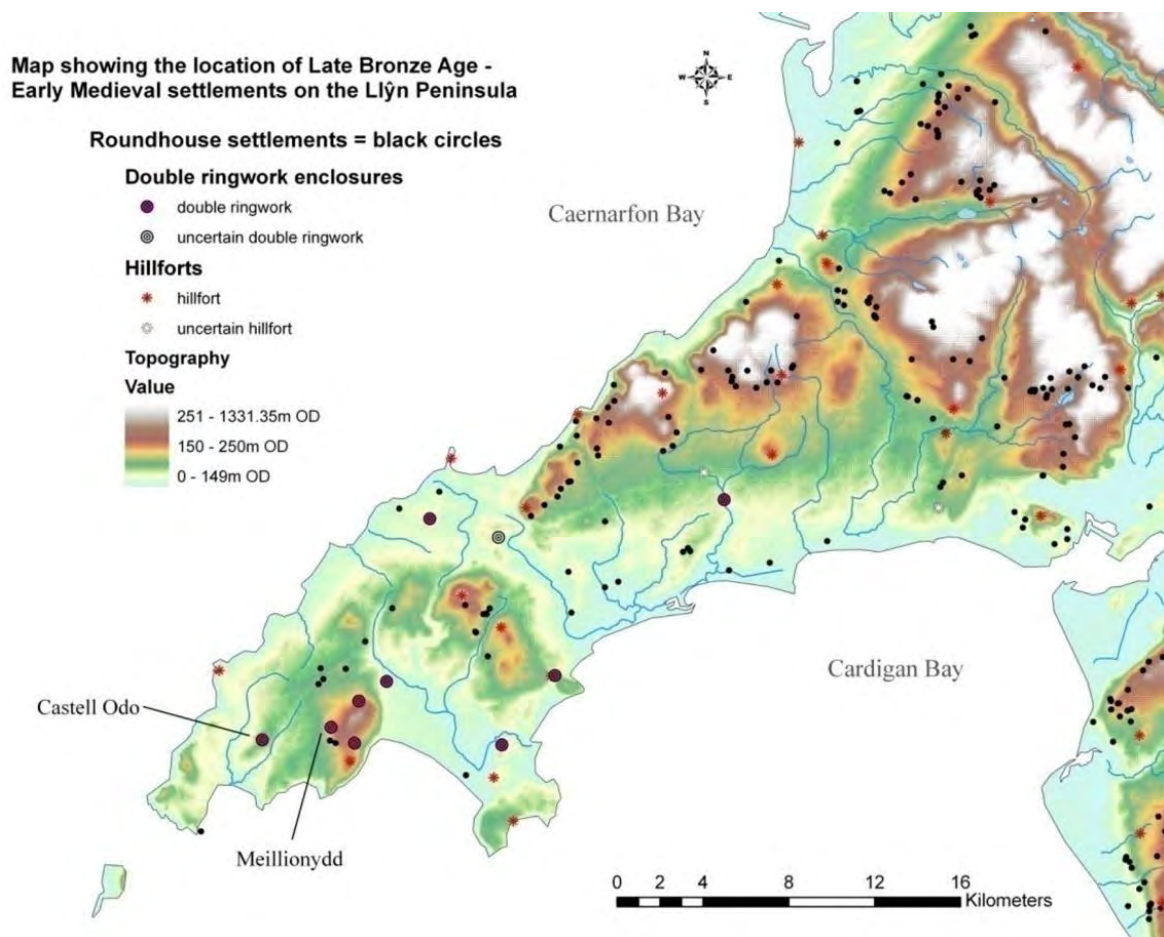 Map showing the location of Late Bronze Age -
Early Medieval settlements on the Llŷn Peninsula
Roundhouse settlements = black circles
Double ringwork enclosures
double ringwork
uncertain double ringwork
Hillforts
hillfort
uncertain hillfort
Topography
Value
251 - 1331.35m OD
150 - 250m OD
0 - 149m OD
N
W E
S
Caernarfon Bay
Cardigan Bay
Castell Odo
Meillionydd
0 2 4 8 12 16
Kilometers